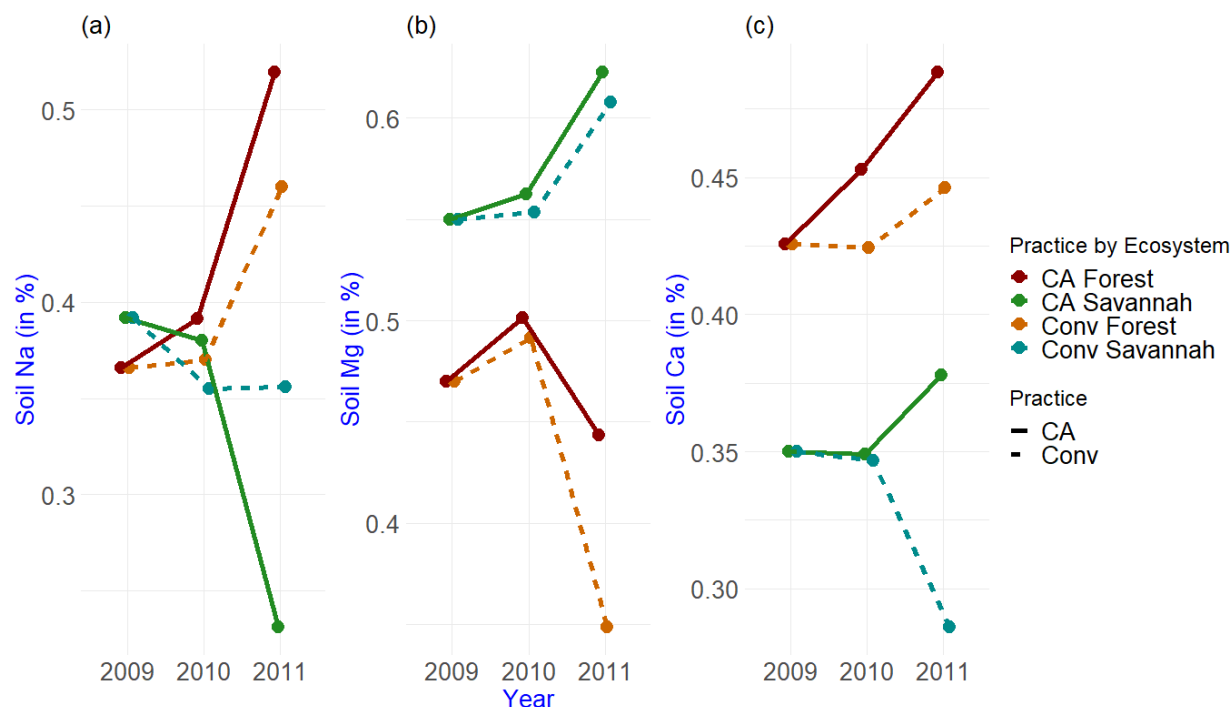 (a)
(b)
(c)
Soil Na (in %)
0.5
0.4
0.3
2009 2010 2011
Soil Mg (in %)
0.6
0.5
0.4
2009 2010 2011
Year
Soil Ca (in %)
0.45
0.40
0.35
0.30
2009 2010 2011
Practice by Ecosystem
CA Forest
CA Savannah
Conv Forest
Conv Savannah
Practice
CA
Conv